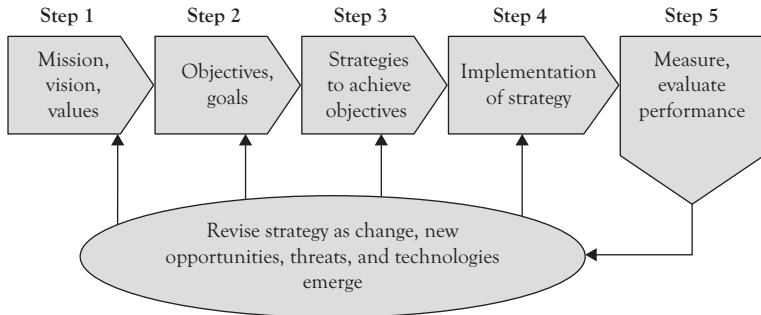 Step 1
Step 2
Step 3
Step 4
Step 5
Mission,
vision,
values
Objectives,
goals
Strategies
to achieve
objectives
Implementation
of strategy
Measure,
evaluate
performance
Revise strategy as change, new
opportunities, threats, and technologies
emerge